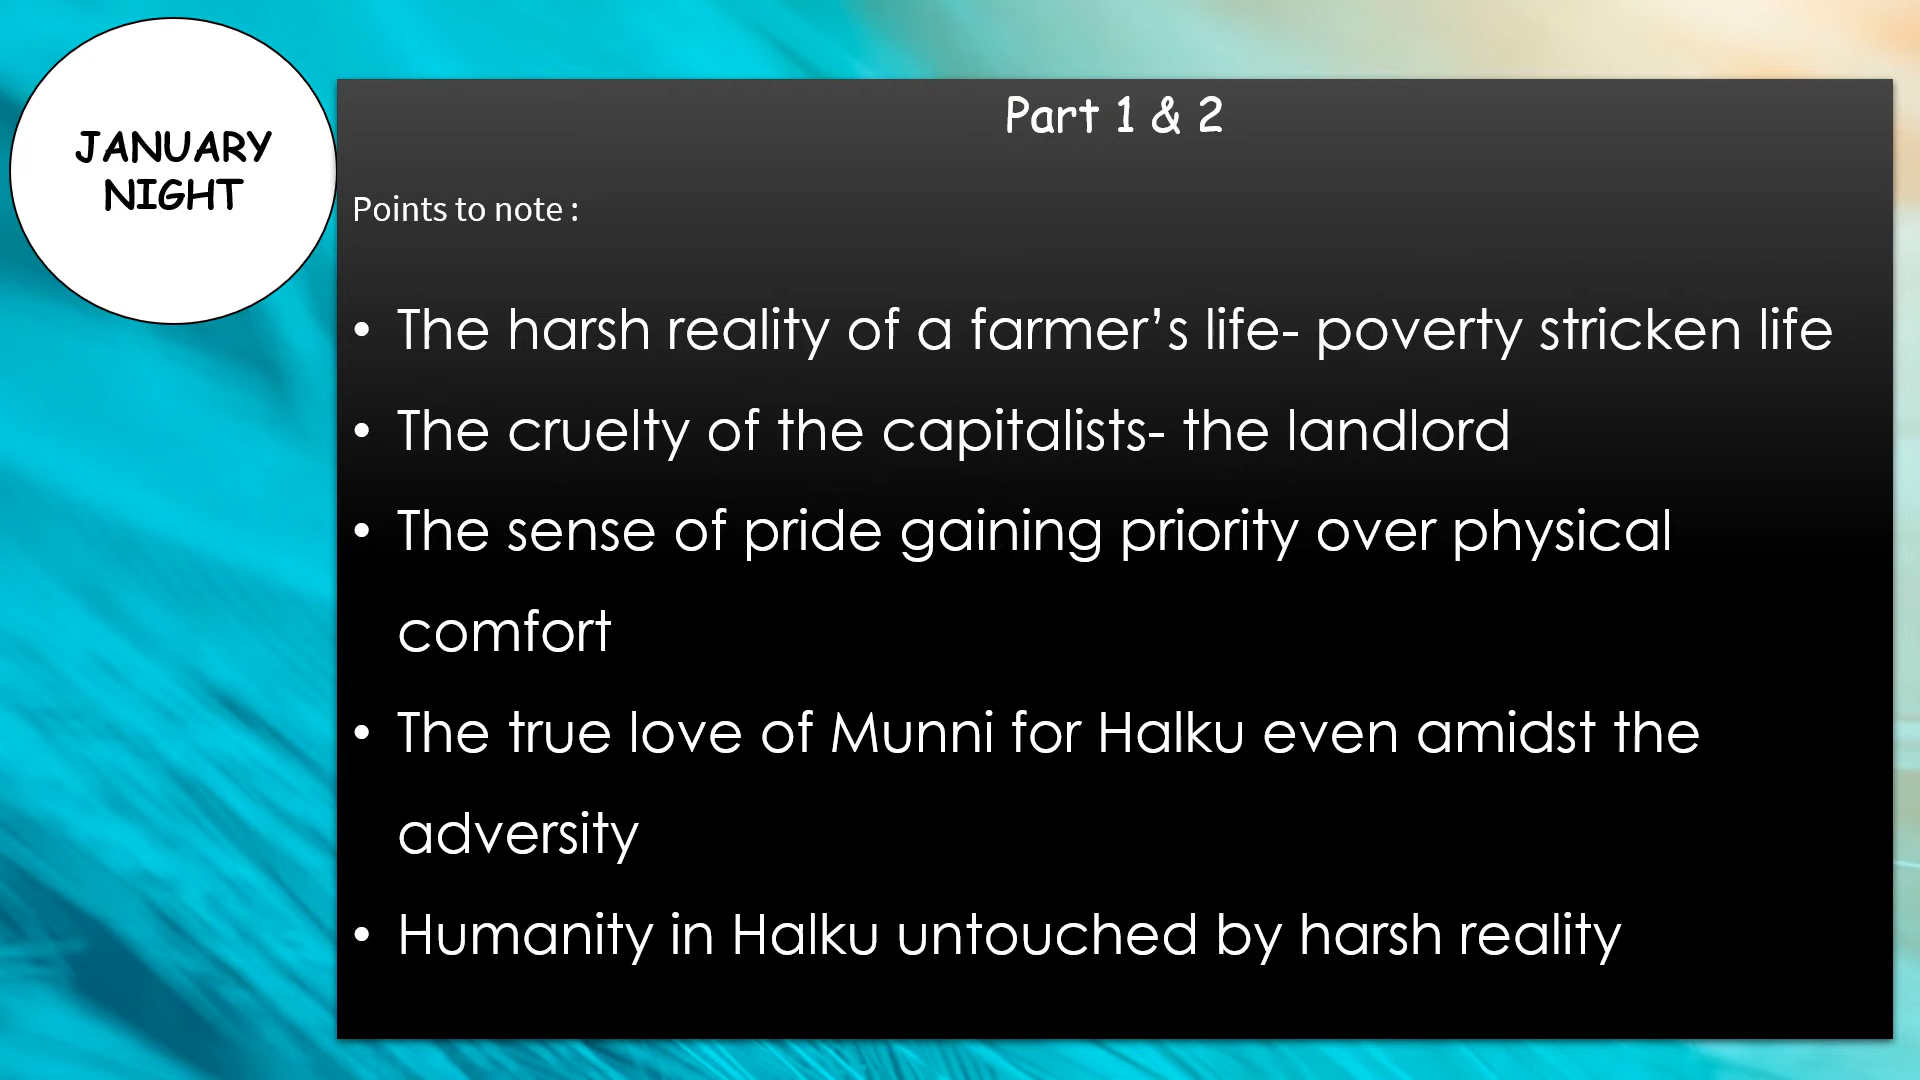 JANUARY
NIGHT
Part 1 & 2
Points to note :
• The harsh reality of a farmer’s life- poverty stricken life
• The cruelty of the capitalists- the landlord
• The sense of pride gaining priority over physical
comfort
• The true love of Munni for Halku even amidst the
adversity
• Humanity in Halku untouched by harsh reality